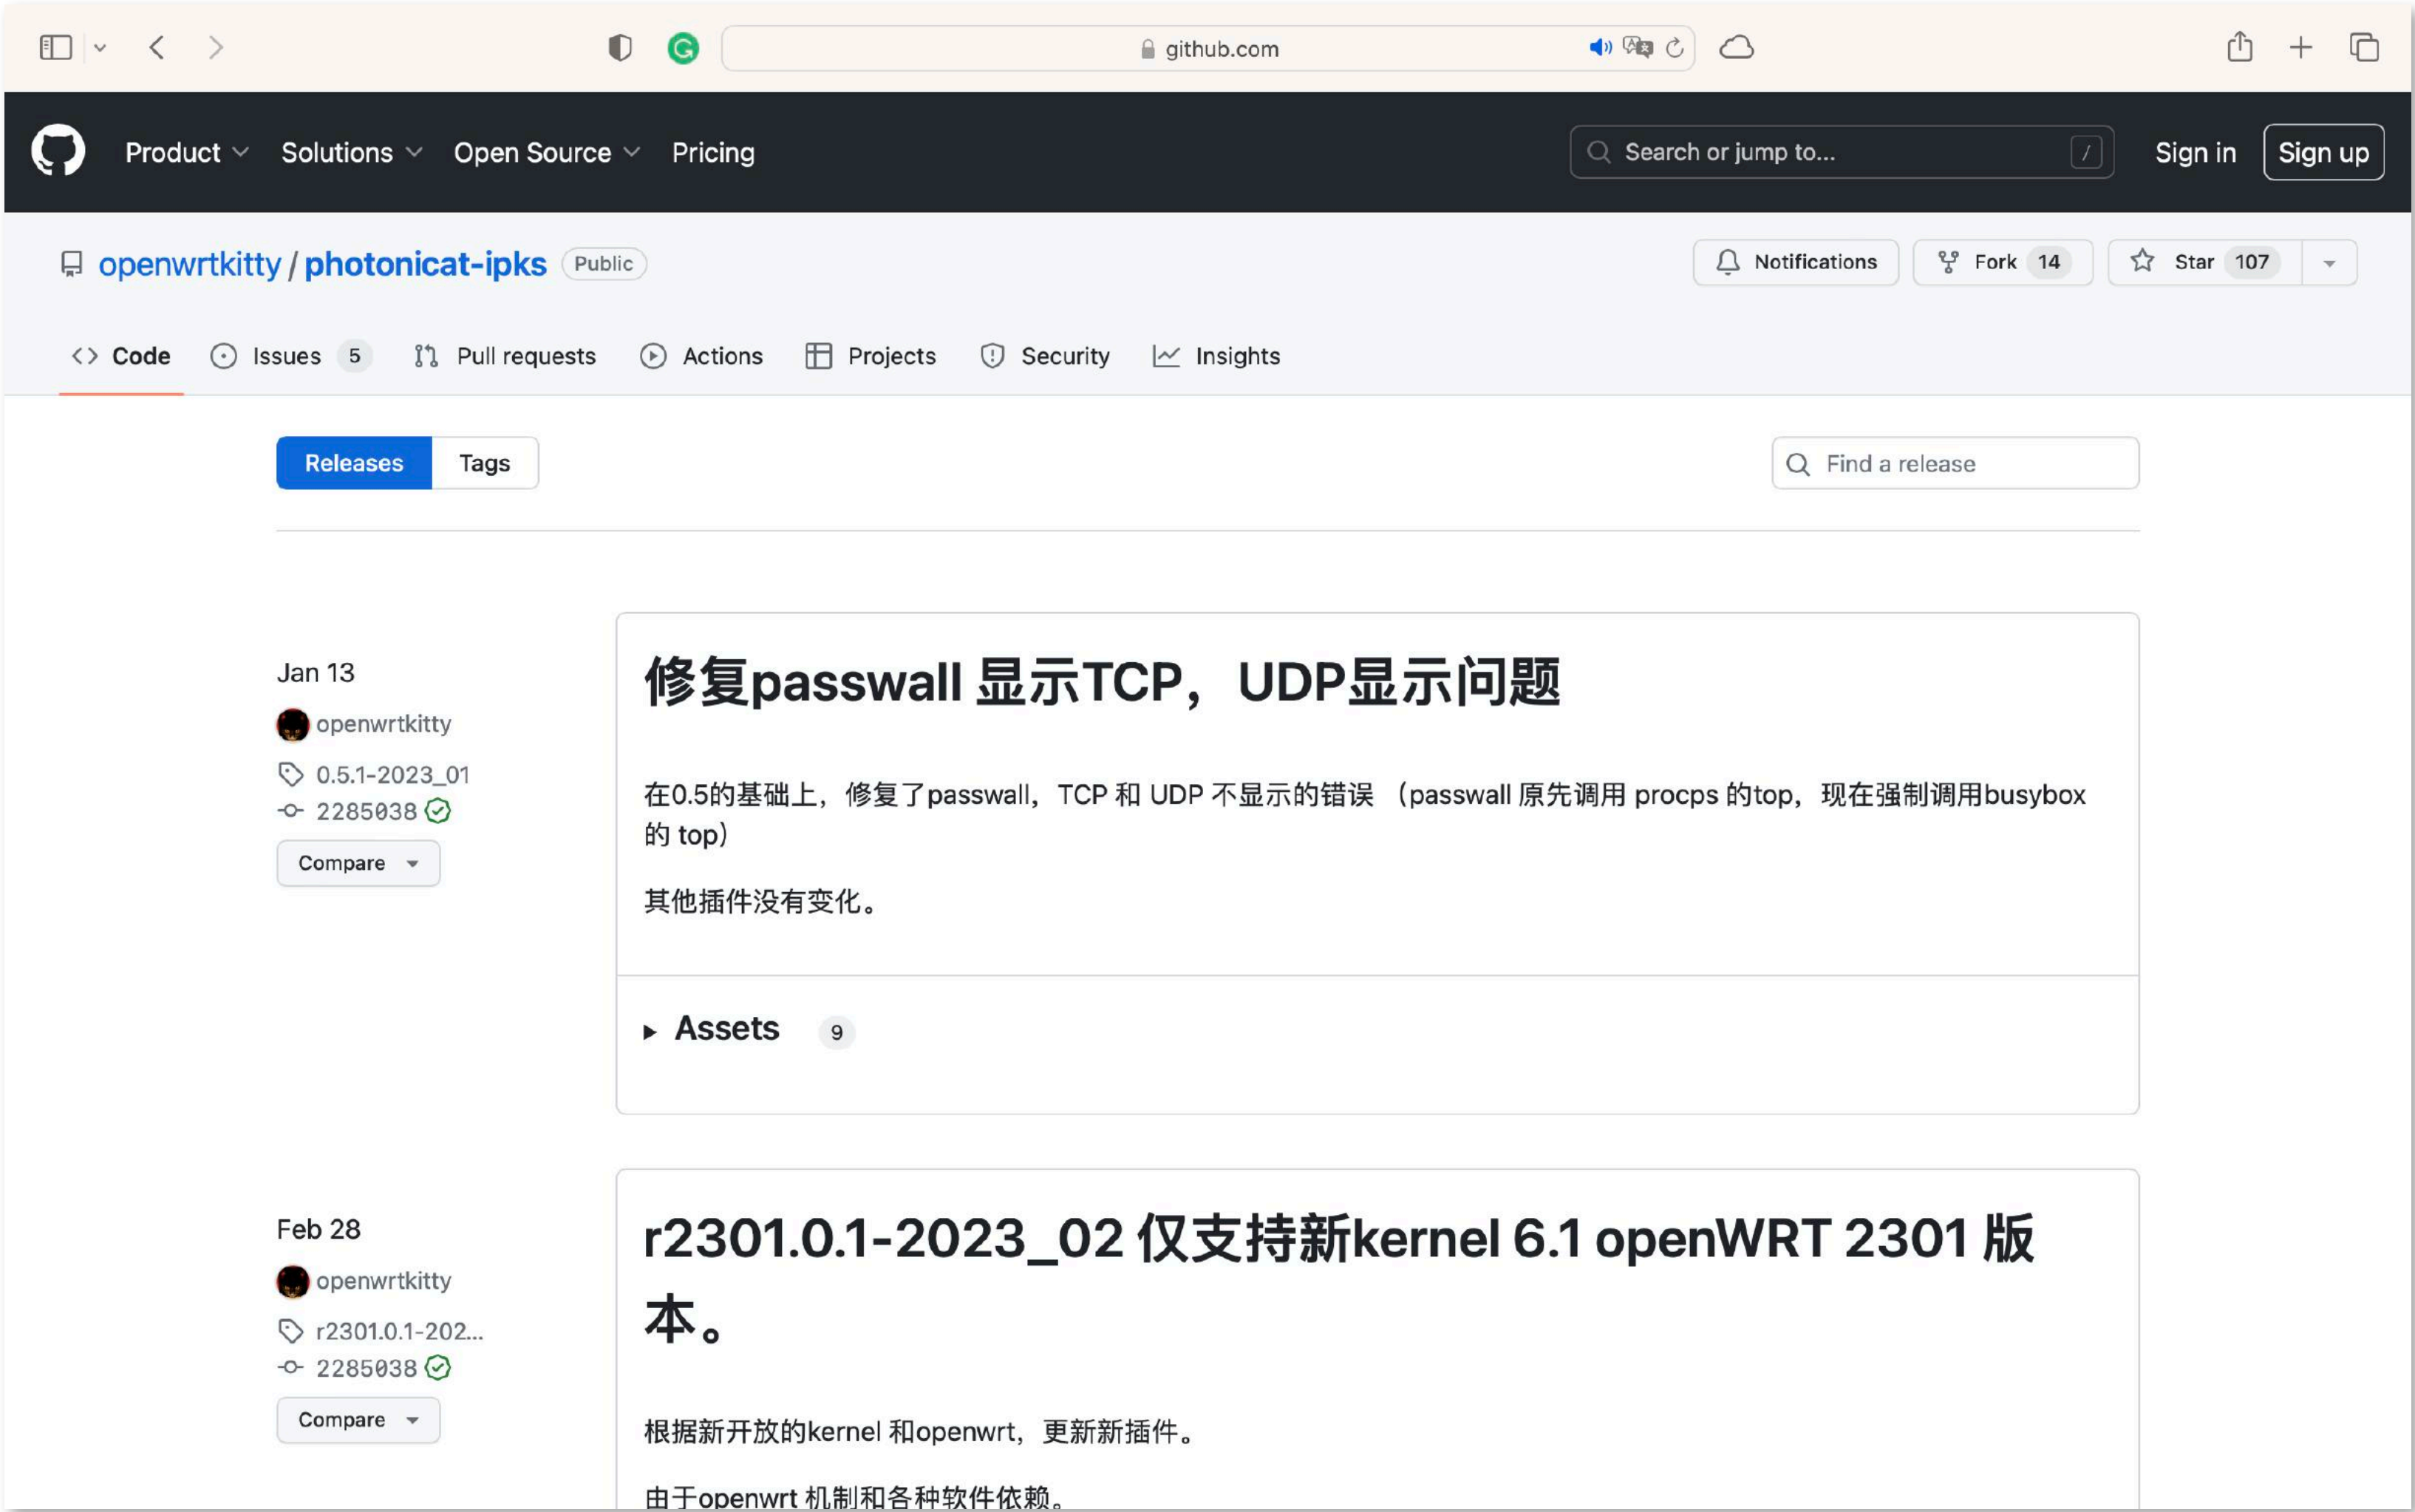 github.com
Product Solutions Open Source Pricing
Search or jump to... /
Sign in
Sign up
openwrtkitty / photonicat-ipks Public
Notifications
Fork 14
Star 107
Code
Issues 5
Pull requests
Actions
Projects
Security
Insights
Releases Tags
Find a release
Jan 13
openwrtkitty
0.5.1-2023_01
2285038
Compare
修复passwall 显示TCP，UDP显示问题
在0.5的基础上，修复了passwall，TCP 和 UDP 不显示的错误 （passwall 原先调用 procps 的top，现在强制调用busybox
的 top）
其他插件没有变化。
Assets 9
Feb 28
openwrtkitty
r2301.0.1-202...
2285038
Compare
r2301.0.1-2023_02 仅支持新kernel 6.1 openWRT 2301 版
本。
根据新开放的kernel 和openwrt，更新新插件。
由于openwrt 机制和各种软件依赖。